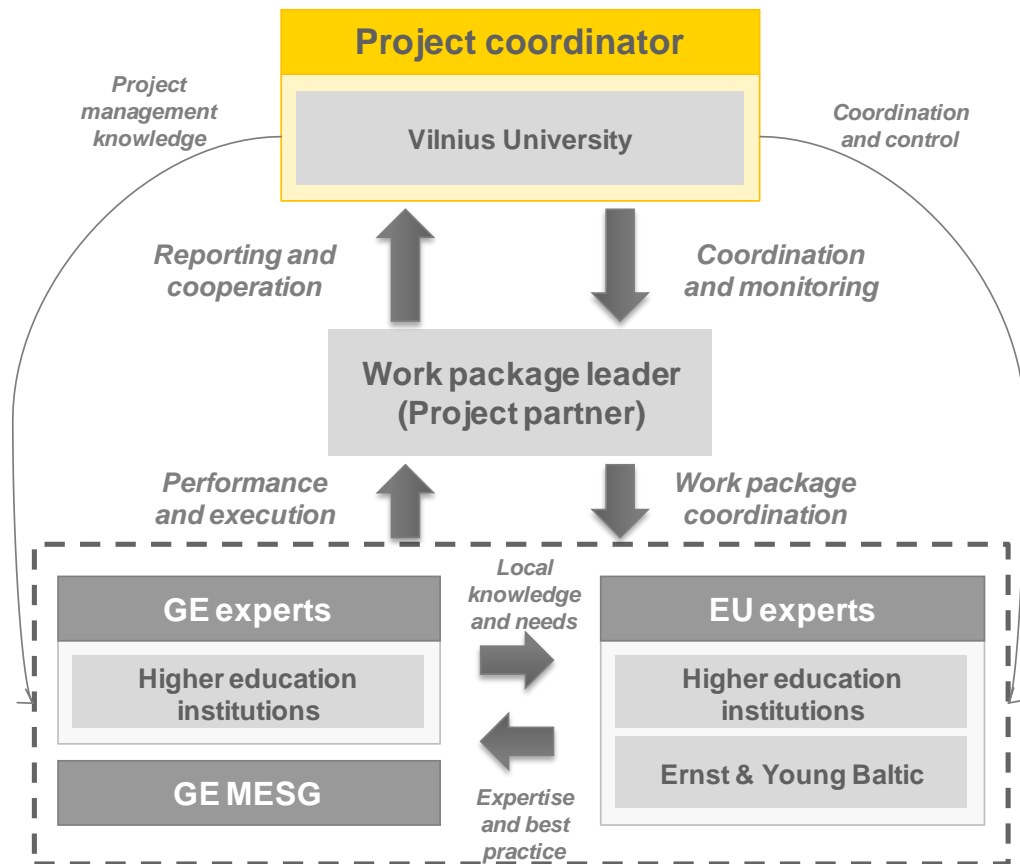 Project coordinator
Project
management
knowledge
Vilnius University
Coordination
and control
Reporting and
cooperation
Coordination
and monitoring
Work package leader
(Project partner)
Performance
and execution
Work package
coordination
GE experts
Higher education
institutions
GE MESG
Local
knowledge
and needs
Expertise
and best
practice
EU experts
Higher education
institutions
Ernst & Young Baltic